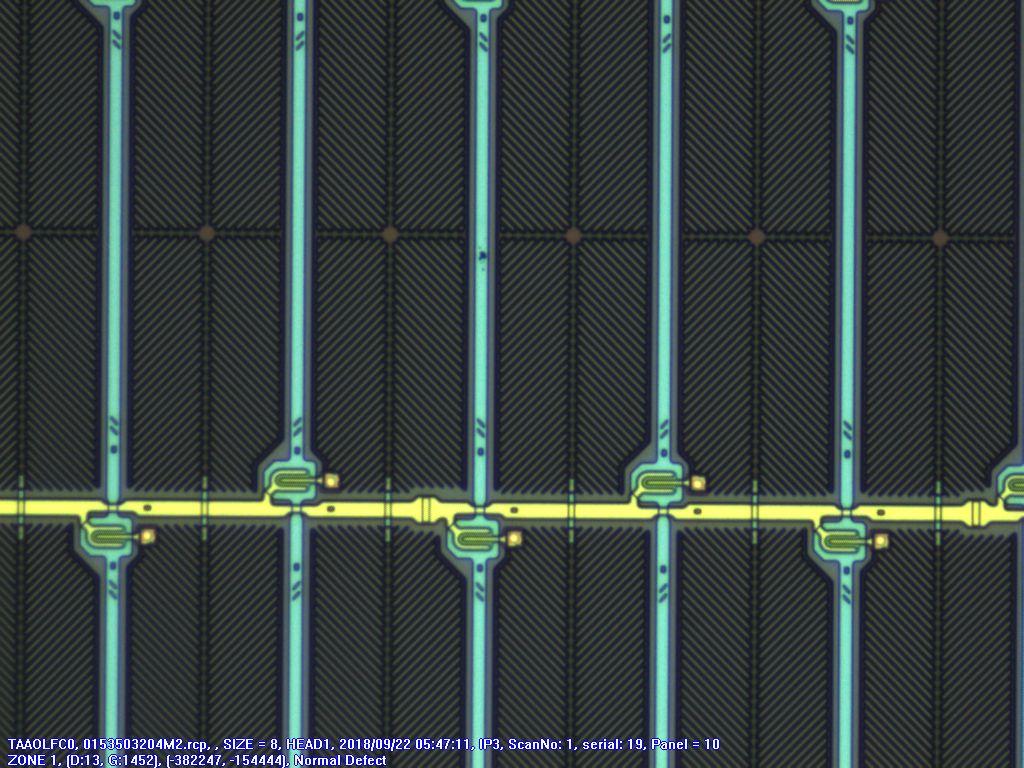 TAAOLFC0, 0153503204M2.rcp, , SIZE = 8, HEAD1, 2018/09/22 05:47:11, IP3, ScanNo: 1, serial: 19, Panel = 10
ZONE 1, (D:13, G:1452), (-382247, -154444), Normal Defect